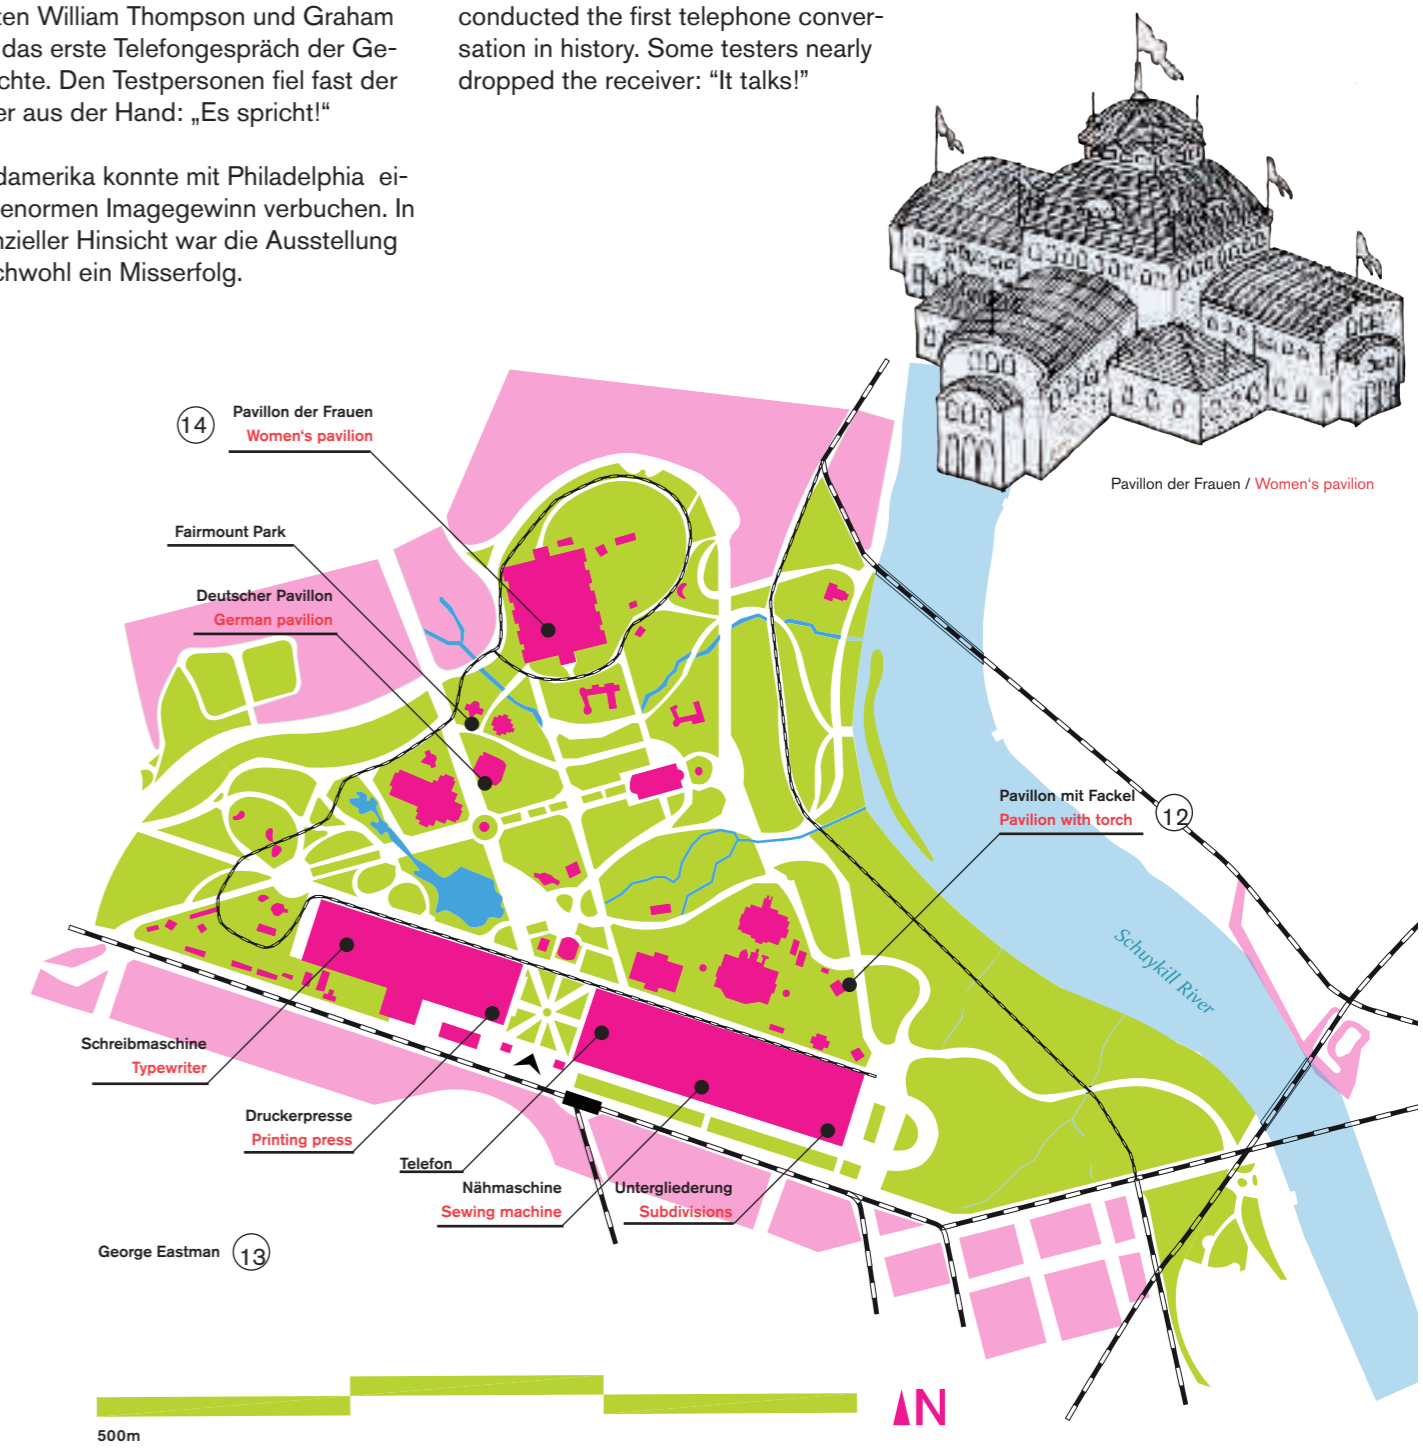 ten William Thompson und Graham
das erste Telefongespräch der Ge-
chte. Den Testpersonen fiel fast der
er aus der Hand: „Es spricht!“
damerika konnte mit Philadelphia ei-
enormen Imagegewinn verbuchen. In
nzieller Hinsicht war die Ausstellung
chwohl ein Misserfolg.
conducted the first telephone conver-
sation in history. Some testers nearly
dropped the receiver: “It talks!”
Pavillon der Frauen / Women‘s pavilion
14
Pavillon der Frauen
Women‘s pavilion
Fairmount Park
Deutscher Pavillon
German pavilion
Pavillon mit Fackel
Pavilion with torch
12
Schuykill River
Schreibmaschine
Typewriter
Druckerpresse
Printing press
Telefon
Nähmaschine
Sewing machine
Untergliederung
Subdivisions
George Eastman
13
500m
N